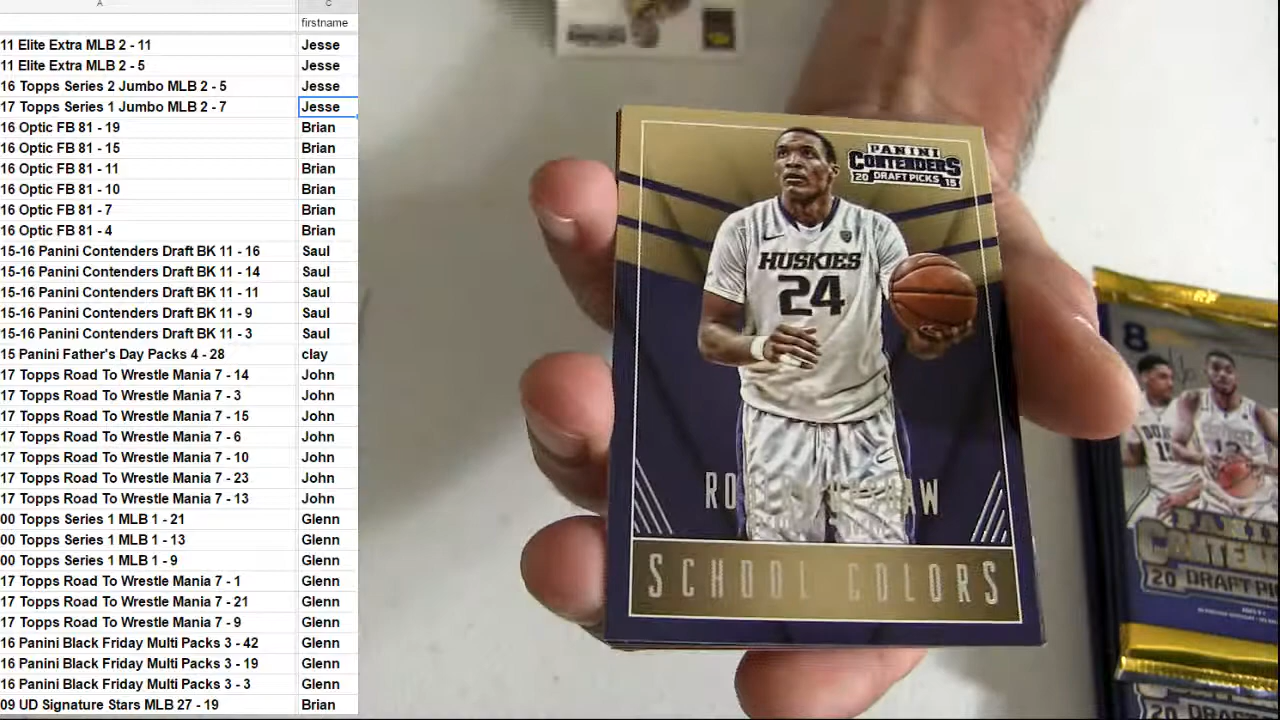 A C
firstname
11 Elite Extra MLB 2 - 11 Jesse
11 Elite Extra MLB 2 - 5 Jesse
16 Topps Series 2 Jumbo MLB 2 - 5 Jesse
17 Topps Series 1 Jumbo MLB 2 - 7 Jesse
16 Optic FB 81 - 19 Brian
16 Optic FB 81 - 15 Brian
16 Optic FB 81 - 11 Brian
16 Optic FB 81 - 10 Brian
16 Optic FB 81 - 7 Brian
16 Optic FB 81 - 4 Brian
15-16 Panini Contenders Draft BK 11 - 16 Saul
15-16 Panini Contenders Draft BK 11 - 14 Saul
15-16 Panini Contenders Draft BK 11 - 11 Saul
15-16 Panini Contenders Draft BK 11 - 9 Saul
15-16 Panini Contenders Draft BK 11 - 3 Saul
15 Panini Father's Day Packs 4 - 28 clay
17 Topps Road To Wrestle Mania 7 - 14 John
17 Topps Road To Wrestle Mania 7 - 3 John
17 Topps Road To Wrestle Mania 7 - 15 John
17 Topps Road To Wrestle Mania 7 - 6 John
17 Topps Road To Wrestle Mania 7 - 10 John
17 Topps Road To Wrestle Mania 7 - 23 John
17 Topps Road To Wrestle Mania 7 - 13 John
00 Topps Series 1 MLB 1 - 21 Glenn
00 Topps Series 1 MLB 1 - 13 Glenn
00 Topps Series 1 MLB 1 - 9 Glenn
17 Topps Road To Wrestle Mania 7 - 1 Glenn
17 Topps Road To Wrestle Mania 7 - 21 Glenn
17 Topps Road To Wrestle Mania 7 - 9 Glenn
16 Panini Black Friday Multi Packs 3 - 42 Glenn
16 Panini Black Friday Multi Packs 3 - 19 Glenn
16 Panini Black Friday Multi Packs 3 - 3 Glenn
09 UD Signature Stars MLB 27 - 19 Brian
PANINI
CONTENDERS
20 DRAFT PICKS 15
HUSKIES
24
SCHOOL COLORS
8
20 DRAFT
20 DRAFT